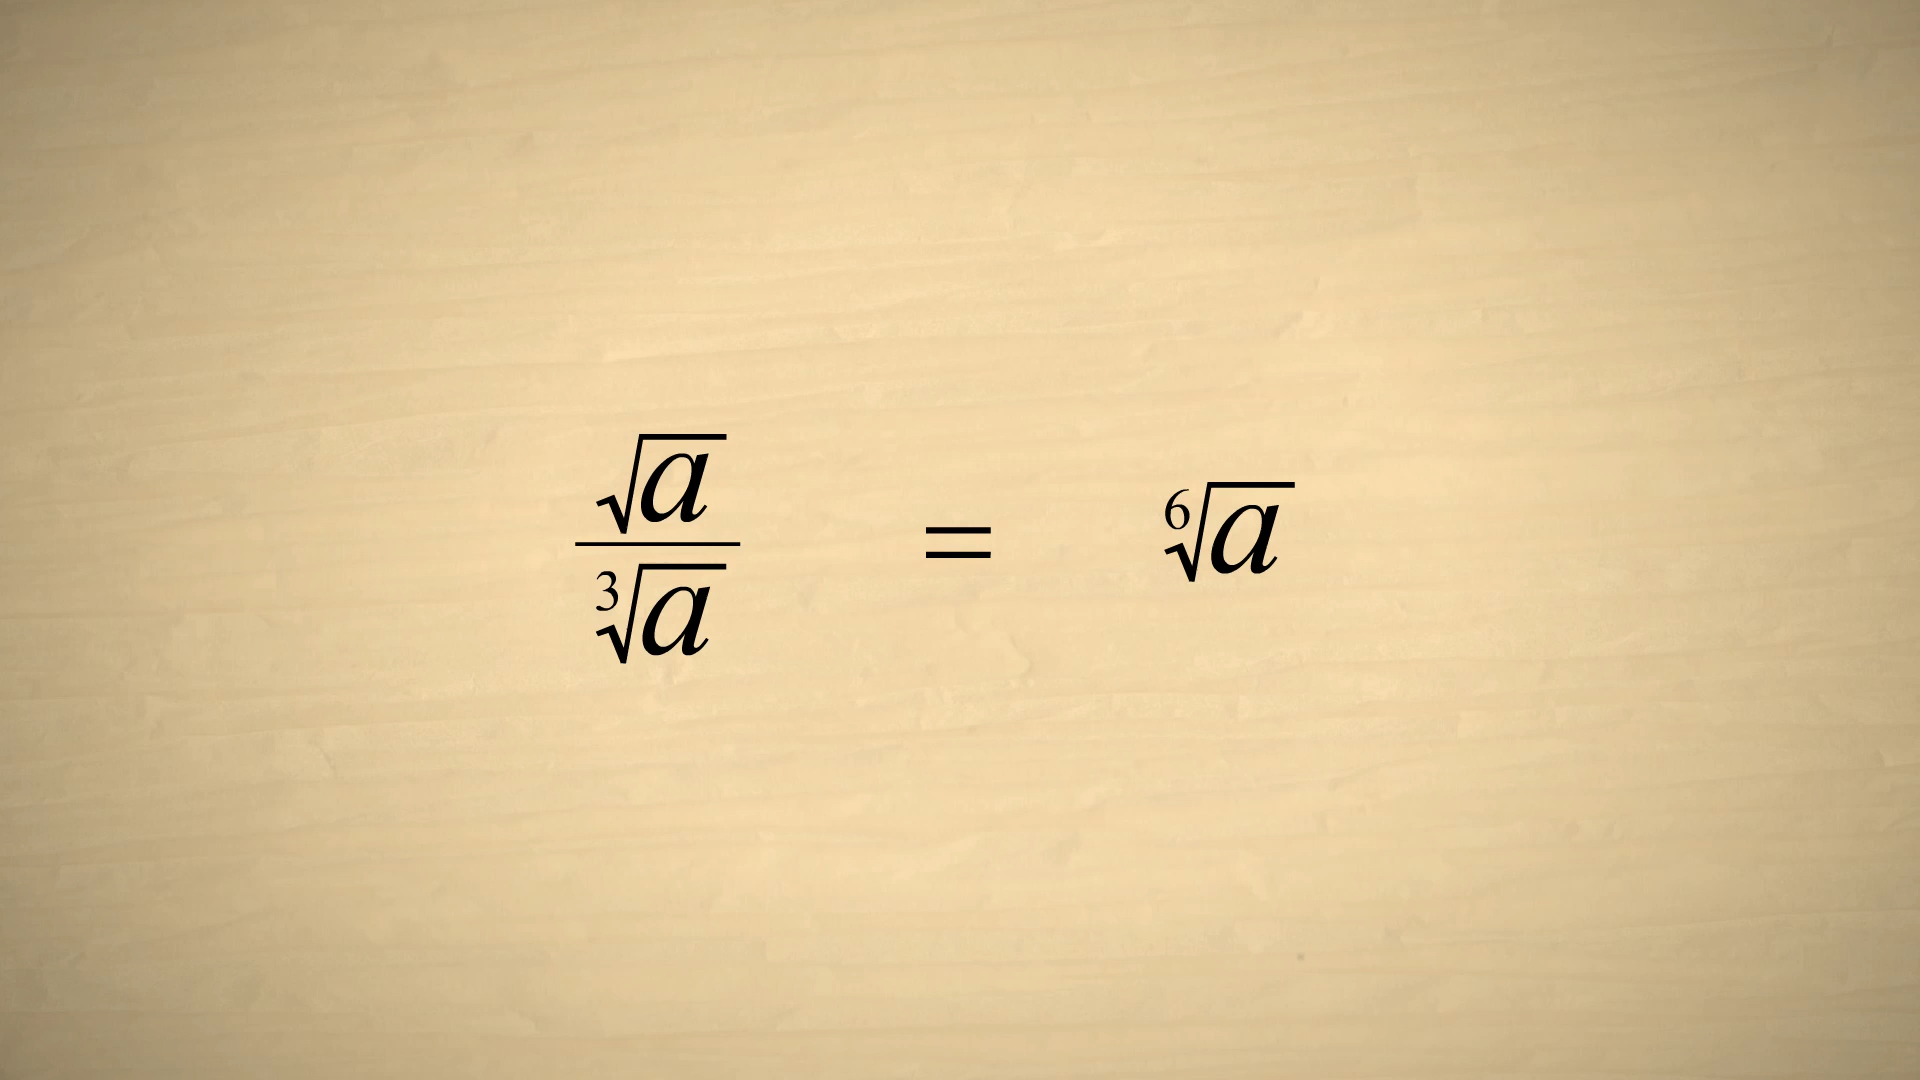 √a / ∛a = ⁶√a